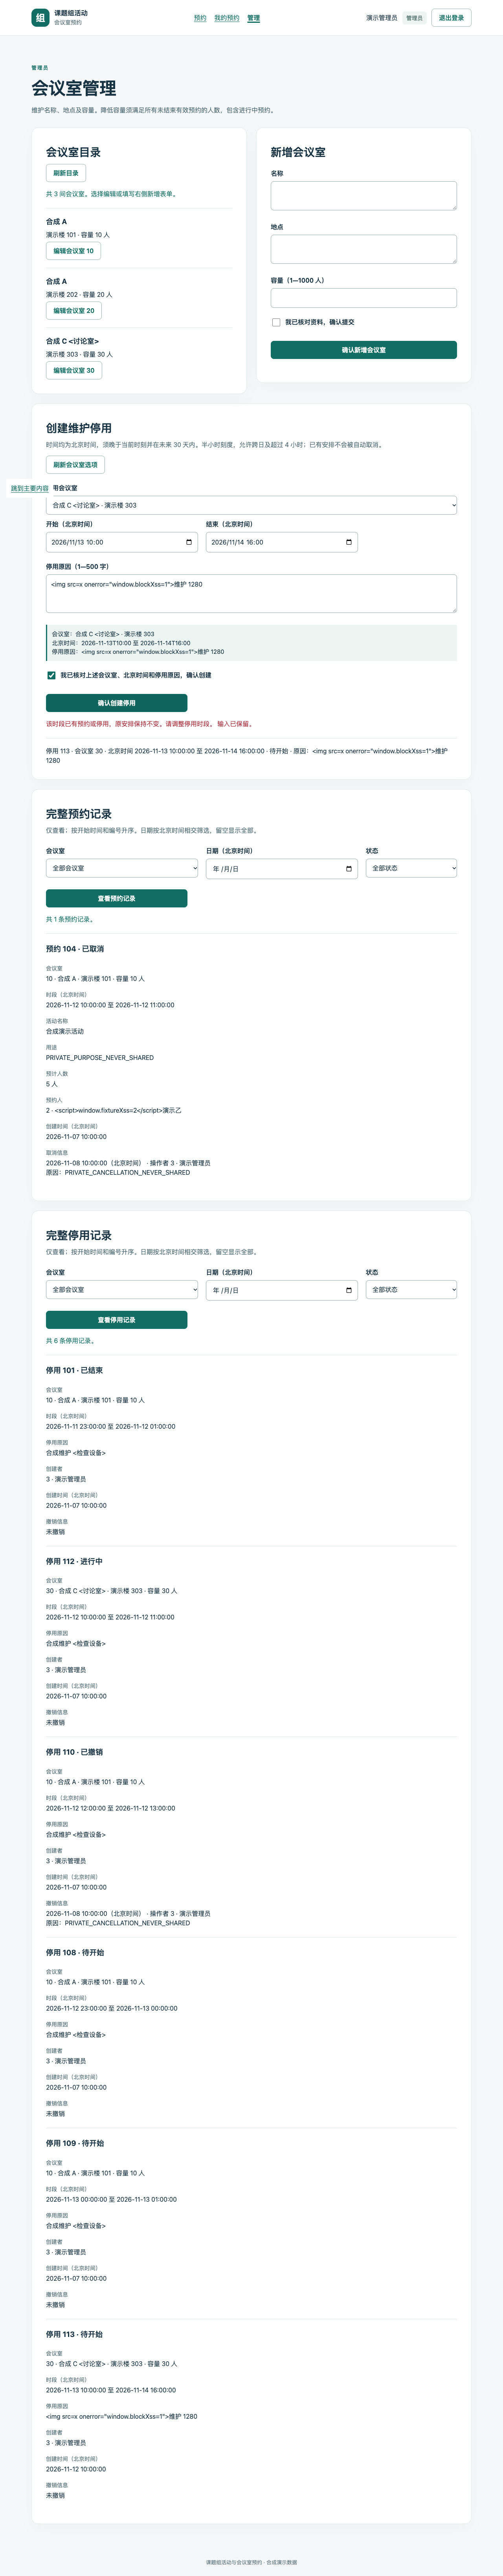 组
课题组活动
会议室预约
预约
我的预约
管理
演示管理员
管理员
退出登录
管理员
会议室管理
维护名称、地点及容量。降低容量须满足所有未结束有效预约的人数，包含进行中预约。
会议室目录
刷新目录
共 3 间会议室。选择编辑或填写右侧新增表单。
合成 A
演示楼 101 · 容量 10 人
编辑会议室 10
合成 A
演示楼 202 · 容量 20 人
编辑会议室 20
合成 C <讨论室>
演示楼 303 · 容量 30 人
编辑会议室 30
新增会议室
名称
地点
容量（1—1000 人）
我已核对资料，确认提交
确认新增会议室
创建维护停用
时间均为北京时间，须晚于当前时刻并在未来 30 天内。半小时刻度，允许跨日及超过 4 小时；已有安排不会被自动取消。
刷新会议室选项
跳到主要内容
用会议室
合成 C <讨论室> · 演示楼 303
开始（北京时间）
结束（北京时间）
2026/11/13 10:00
2026/11/14 16:00
停用原因（1—500 字）
<img src=x onerror="window.blockXss=1">维护 1280
会议室：合成 C <讨论室> · 演示楼 303
北京时间：2026-11-13T10:00 至 2026-11-14T16:00
停用原因：<img src=x onerror="window.blockXss=1">维护 1280
我已核对上述会议室、北京时间和停用原因，确认创建
确认创建停用
该时段已有预约或停用，原安排保持不变。请调整停用时段。 输入已保留。
停用 113 · 会议室 30 · 北京时间 2026-11-13 10:00:00 至 2026-11-14 16:00:00 · 待开始 · 原因：<img src=x onerror="window.blockXss=1">维护
1280
完整预约记录
仅查看；按开始时间和编号升序。日期按北京时间相交筛选，留空显示全部。
会议室
日期（北京时间）
状态
全部会议室
年 /月/日
全部状态
查看预约记录
共 1 条预约记录。
预约 104 · 已取消
会议室
10 · 合成 A · 演示楼 101 · 容量 10 人
时段（北京时间）
2026-11-12 10:00:00 至 2026-11-12 11:00:00
活动名称
合成演示活动
用途
PRIVATE_PURPOSE_NEVER_SHARED
预计人数
5 人
预约人
2 · <script>window.fixtureXss=2</script>演示乙
创建时间（北京时间）
2026-11-07 10:00:00
取消信息
2026-11-08 10:00:00（北京时间） · 操作者 3 · 演示管理员
原因：PRIVATE_CANCELLATION_NEVER_SHARED
完整停用记录
仅查看；按开始时间和编号升序。日期按北京时间相交筛选，留空显示全部。
会议室
日期（北京时间）
状态
全部会议室
年 /月/日
全部状态
查看停用记录
共 6 条停用记录。
停用 101 · 已结束
会议室
10 · 合成 A · 演示楼 101 · 容量 10 人
时段（北京时间）
2026-11-11 23:00:00 至 2026-11-12 01:00:00
停用原因
合成维护 <检查设备>
创建者
3 · 演示管理员
创建时间（北京时间）
2026-11-07 10:00:00
撤销信息
未撤销
停用 112 · 进行中
会议室
30 · 合成 C <讨论室> · 演示楼 303 · 容量 30 人
时段（北京时间）
2026-11-12 10:00:00 至 2026-11-12 11:00:00
停用原因
合成维护 <检查设备>
创建者
3 · 演示管理员
创建时间（北京时间）
2026-11-07 10:00:00
撤销信息
未撤销
停用 110 · 已撤销
会议室
10 · 合成 A · 演示楼 101 · 容量 10 人
时段（北京时间）
2026-11-12 12:00:00 至 2026-11-12 13:00:00
停用原因
合成维护 <检查设备>
创建者
3 · 演示管理员
创建时间（北京时间）
2026-11-07 10:00:00
撤销信息
2026-11-08 10:00:00（北京时间） · 操作者 3 · 演示管理员
原因：PRIVATE_CANCELLATION_NEVER_SHARED
停用 108 · 待开始
会议室
10 · 合成 A · 演示楼 101 · 容量 10 人
时段（北京时间）
2026-11-12 23:00:00 至 2026-11-13 00:00:00
停用原因
合成维护 <检查设备>
创建者
3 · 演示管理员
创建时间（北京时间）
2026-11-07 10:00:00
撤销信息
未撤销
停用 109 · 待开始
会议室
10 · 合成 A · 演示楼 101 · 容量 10 人
时段（北京时间）
2026-11-13 00:00:00 至 2026-11-13 01:00:00
停用原因
合成维护 <检查设备>
创建者
3 · 演示管理员
创建时间（北京时间）
2026-11-07 10:00:00
撤销信息
未撤销
停用 113 · 待开始
会议室
30 · 合成 C <讨论室> · 演示楼 303 · 容量 30 人
时段（北京时间）
2026-11-13 10:00:00 至 2026-11-14 16:00:00
停用原因
<img src=x onerror="window.blockXss=1">维护 1280
创建者
3 · 演示管理员
创建时间（北京时间）
2026-11-12 10:00:00
撤销信息
未撤销
课题组活动与会议室预约 · 合成演示数据